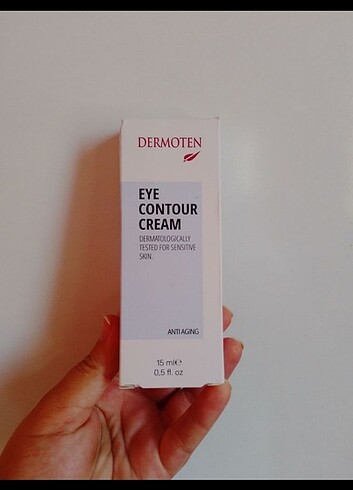 DERMOTEN
EYE
CONTOUR
CREAM
DERMATOLOGICALLY
TESTED FOR SENSITIVE
SKIN.
ANTI AGING
15 ml℮
0.5 fl. oz